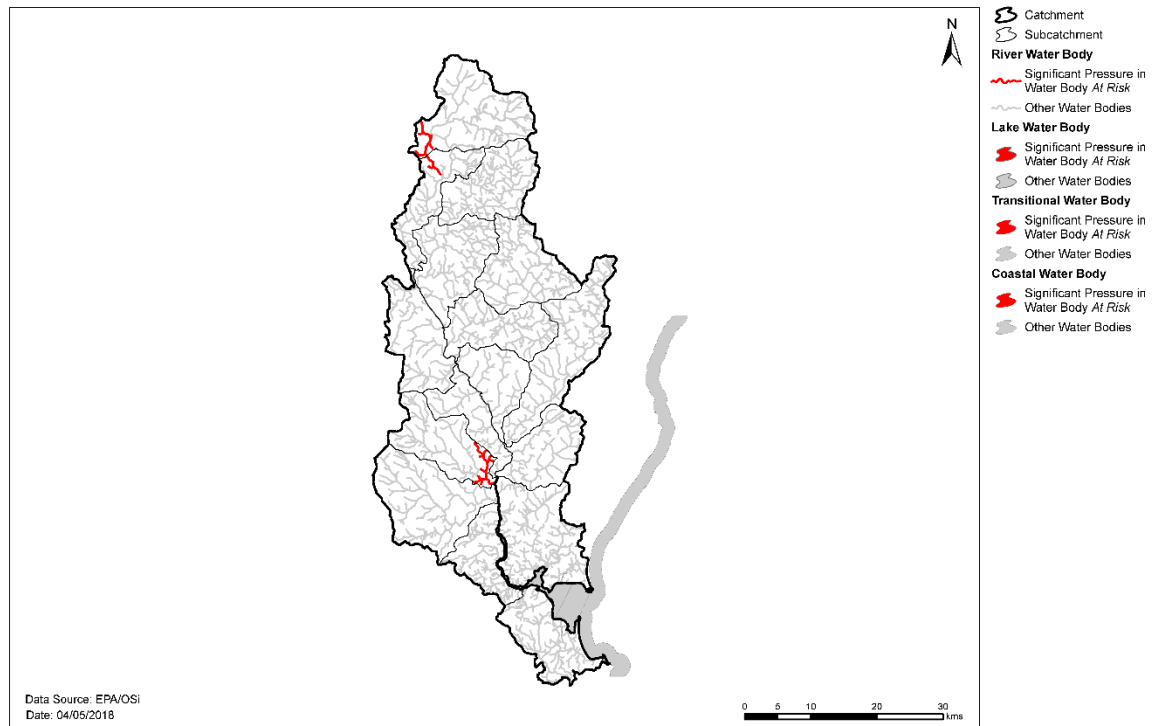 N
Catchment
Subcatchment
River Water Body
Significant Pressure in
Water Body At Risk
Other Water Bodies
Lake Water Body
Significant Pressure in
Water Body At Risk
Other Water Bodies
Transitional Water Body
Significant Pressure in
Water Body At Risk
Other Water Bodies
Coastal Water Body
Significant Pressure in
Water Body At Risk
Other Water Bodies
Data Source: EPA/OSi
Date: 04/05/2018
0 5 10 20 30
kms